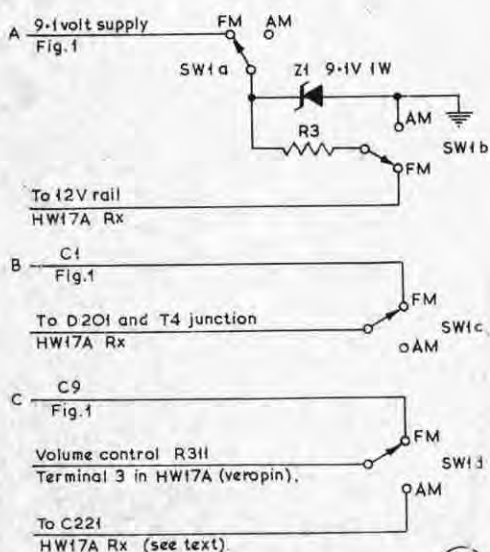 A 9·1volt supply FM AM
Fig.1
SW1a Z1 9·1V 1W
AM
R3 SW1b
FM
To 12V rail
HW17A Rx
B C1
Fig.1
FM
To D201 and T4 junction SW1c
HW17A Rx
AM
C C9
Fig.1
FM
Volume control R311 SW1d
Terminal 3 in HW17A (veropin).
AM
To C221
HW17A Rx (see text)